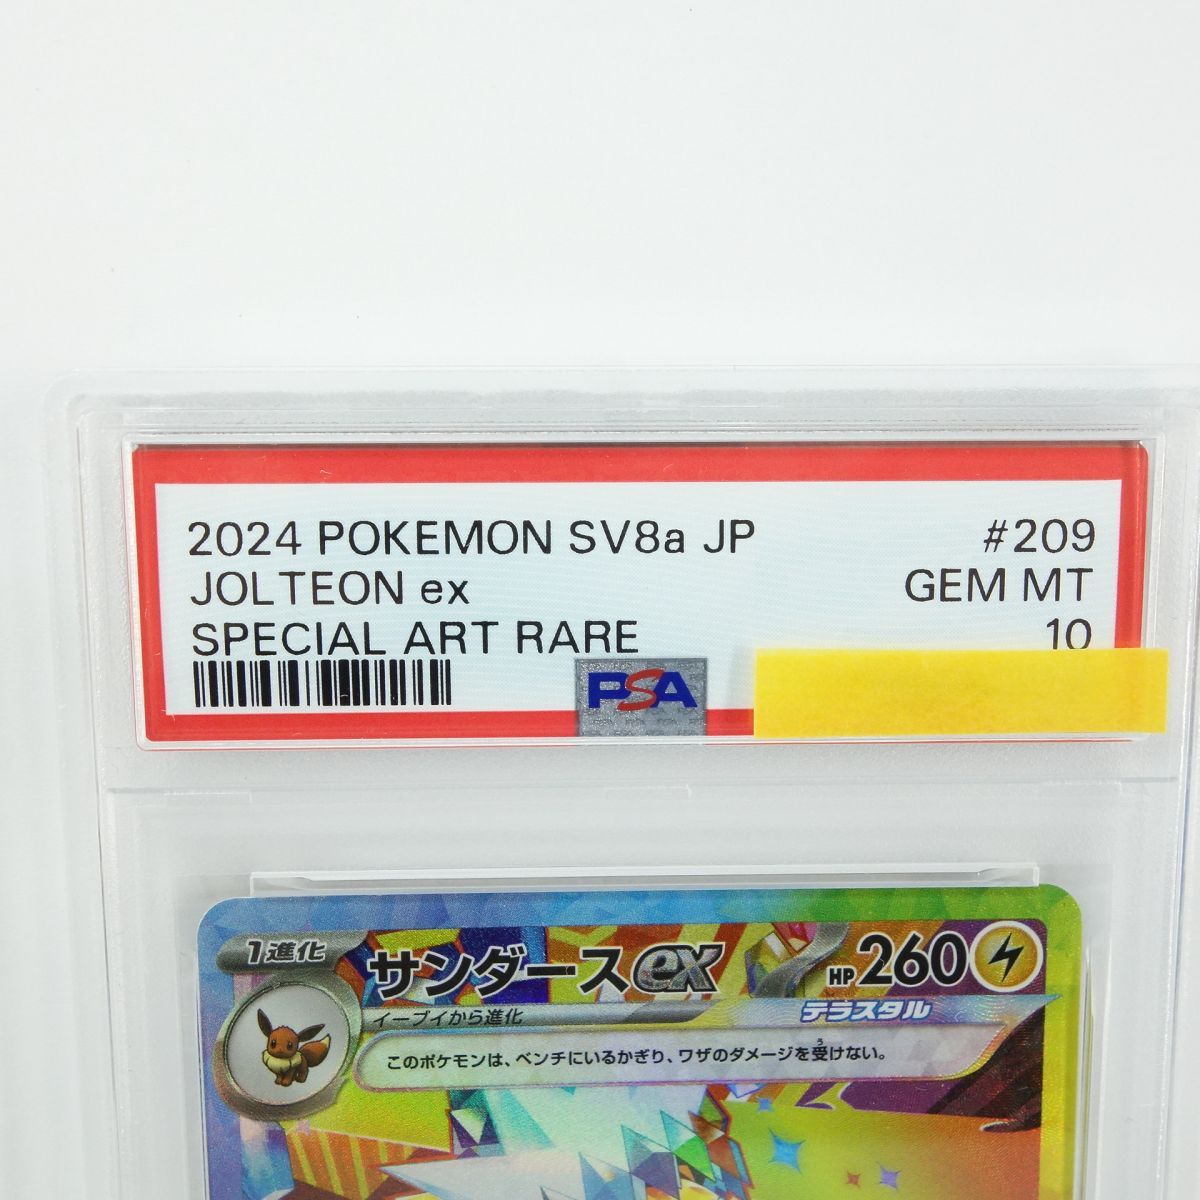 2024 POKEMON SV8a JP #209
JOLTEON ex GEM MT
SPECIAL ART RARE 10
PSA
1進化 サンダースex HP260
イーブイから進化 テラスタル
このポケモンは、ベンチにいるかぎり、ワザのダメージを受けない。